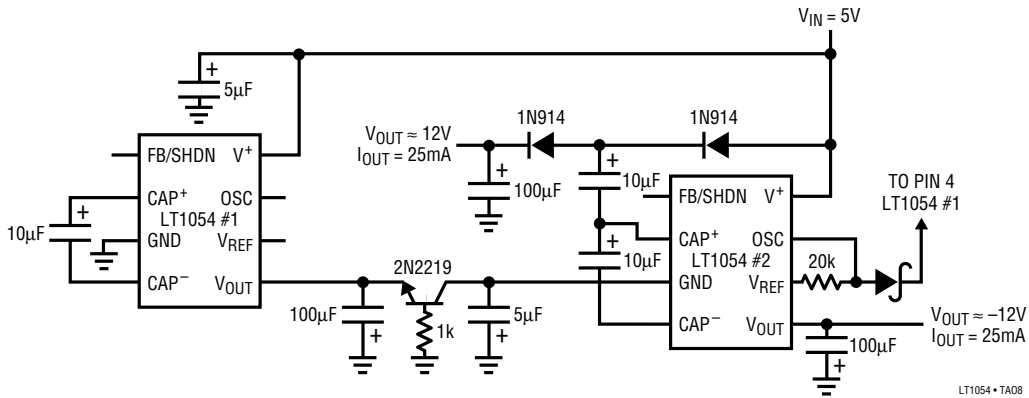 V_IN = 5V
+
5µF
1N914
1N914
V_OUT ≈ 12V
I_OUT = 25mA
+
100µF
+
10µF
FB/SHDN V⁺
CAP⁺ OSC
LT1054 #1
GND V_REF
CAP⁻ V_OUT
+
10µF
+
10µF
FB/SHDN V⁺
CAP⁺ OSC
LT1054 #2
GND V_REF
CAP⁻ V_OUT
TO PIN 4
LT1054 #1
20k
2N2219
100µF
+
1k
5µF
+
V_OUT ≈ –12V
I_OUT = 25mA
100µF
+
LT1054 • TA08